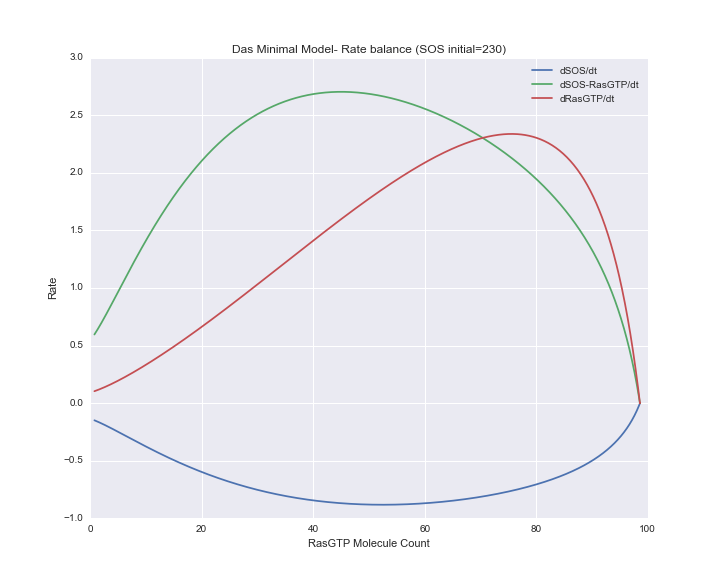 Das Minimal Model- Rate balance (SOS initial=230)
dSOS/dt
dSOS-RasGTP/dt
dRasGTP/dt
3.0
2.5
2.0
1.5
1.0
0.5
0.0
−0.5
−1.0
Rate
0 20 40 60 80 100
RasGTP Molecule Count